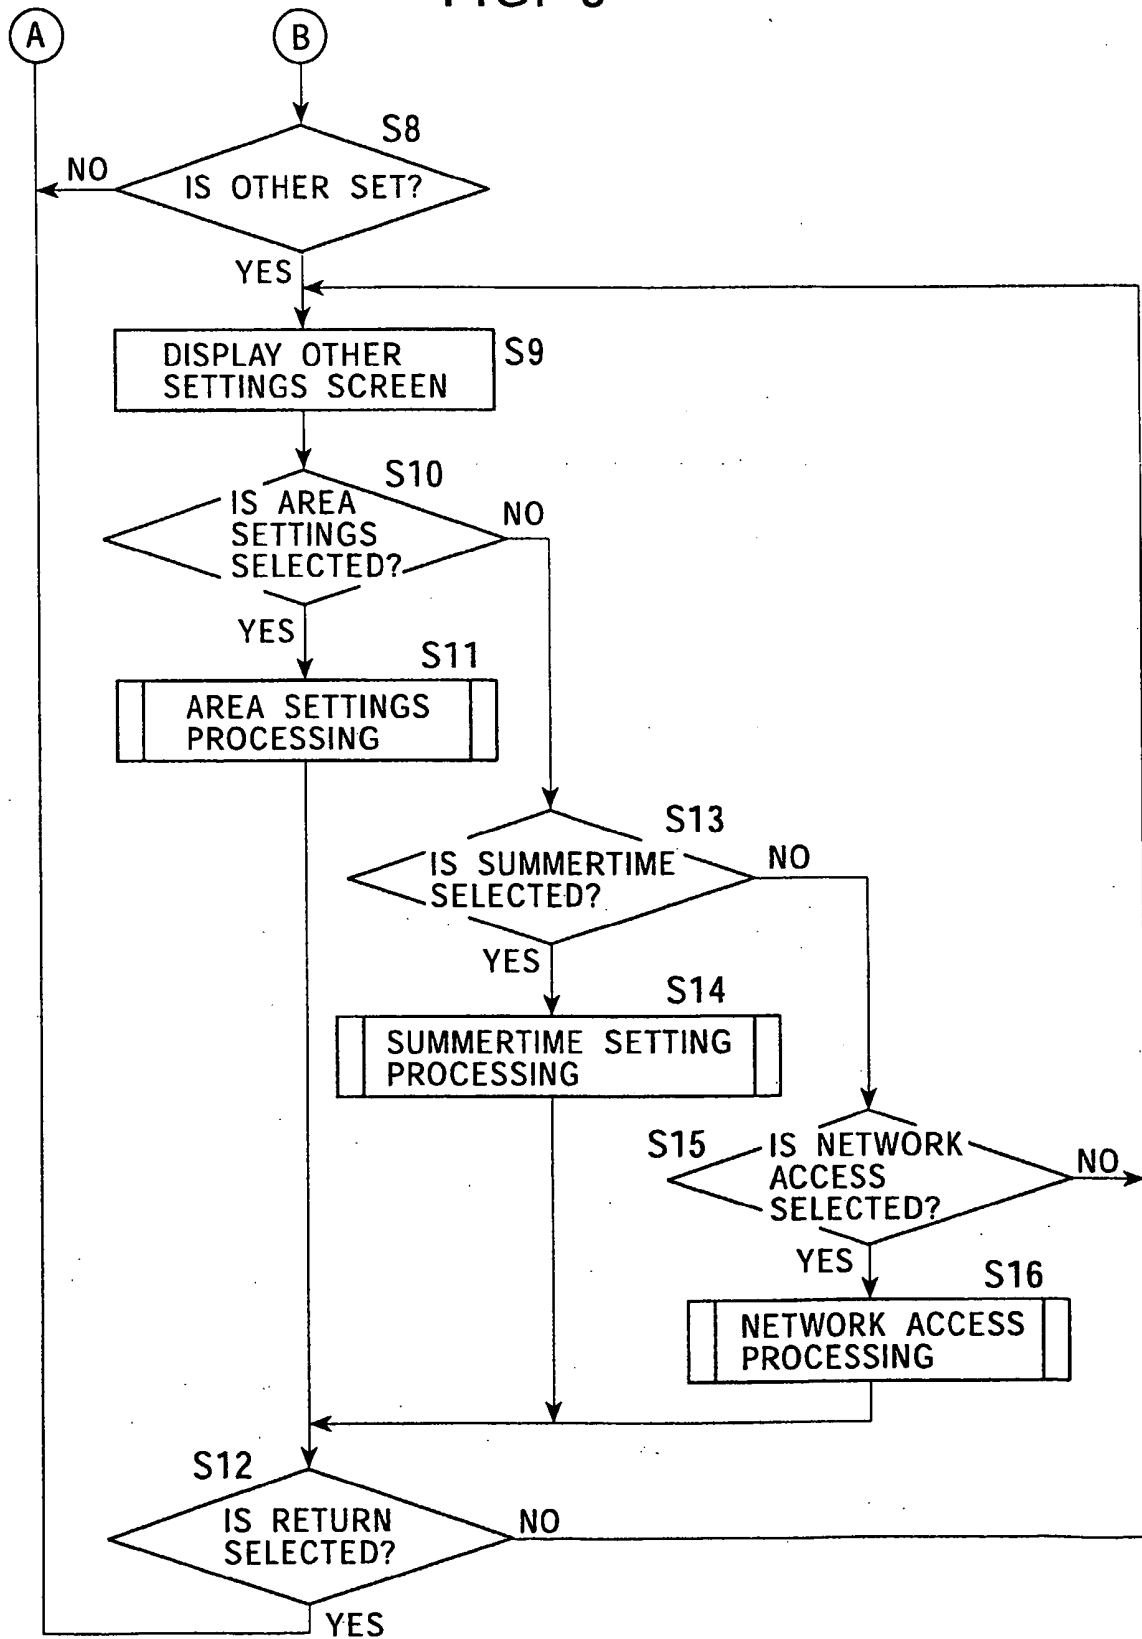 A
B
S8
NO
IS OTHER SET?
YES
DISPLAY OTHER
SETTINGS SCREEN
S9
S10
IS AREA
SETTINGS
SELECTED?
NO
YES
S11
AREA SETTINGS
PROCESSING
S13
IS SUMMERTIME
SELECTED?
NO
YES
S14
SUMMERTIME SETTING
PROCESSING
S15
IS NETWORK
ACCESS
SELECTED?
NO
YES
S16
NETWORK ACCESS
PROCESSING
S12
IS RETURN
SELECTED?
NO
YES